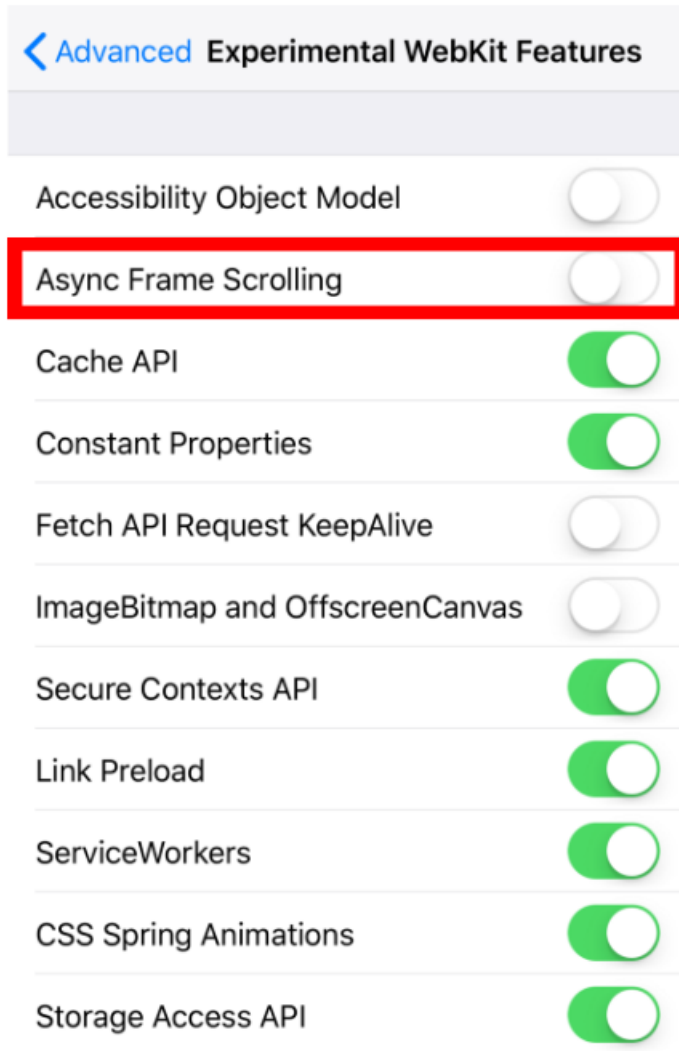 Advanced Experimental WebKit Features
Accessibility Object Model
Async Frame Scrolling
Cache API
Constant Properties
Fetch API Request KeepAlive
ImageBitmap and OffscreenCanvas
Secure Contexts API
Link Preload
ServiceWorkers
CSS Spring Animations
Storage Access API